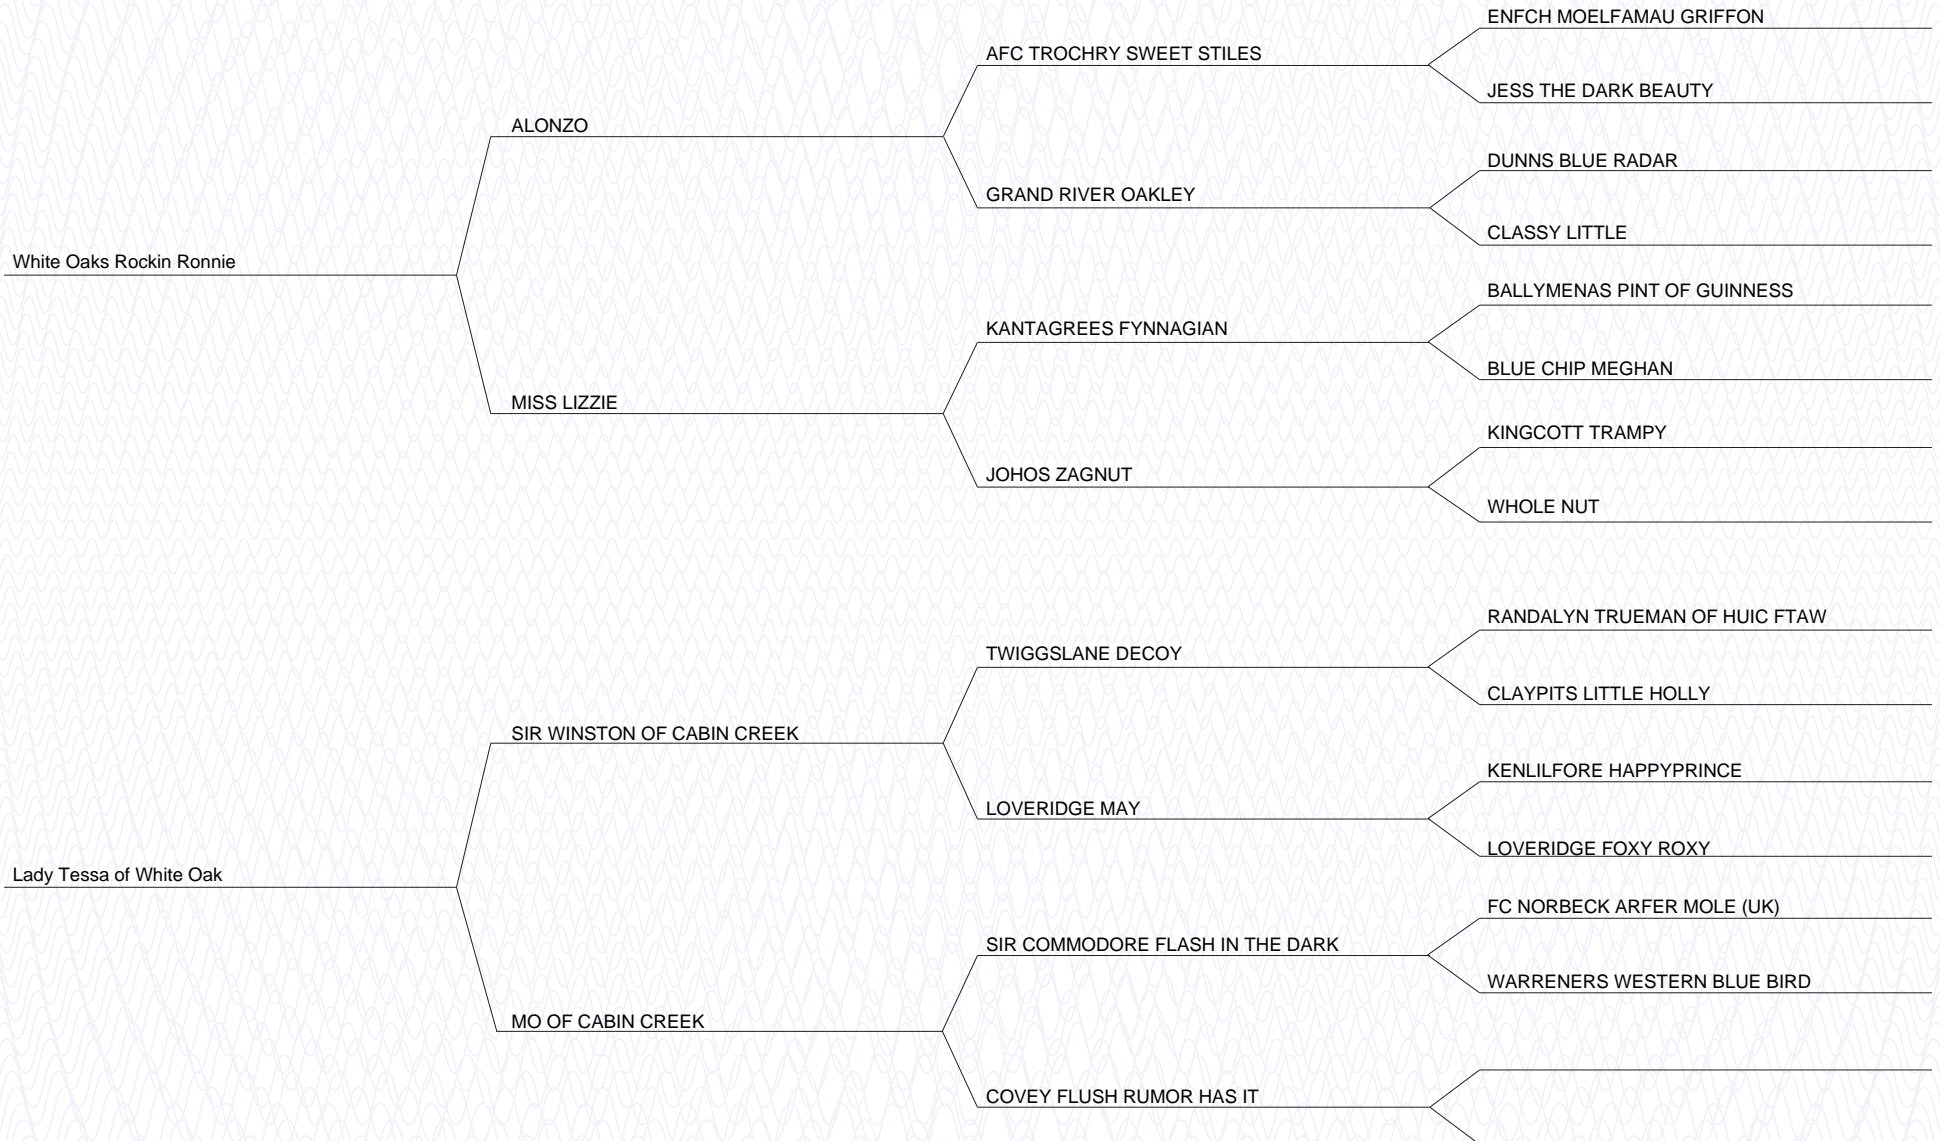 ENFCH MOELFAMAU GRIFFON
AFC TROCHRY SWEET STILES
JESS THE DARK BEAUTY
ALONZO
DUNNS BLUE RADAR
GRAND RIVER OAKLEY
CLASSY LITTLE
White Oaks Rockin Ronnie
BALLYMENAS PINT OF GUINNESS
KANTAGREES FYNNAGIAN
BLUE CHIP MEGHAN
MISS LIZZIE
KINGCOTT TRAMPY
JOHOS ZAGNUT
WHOLE NUT
RANDALYN TRUEMAN OF HUIC FTAW
TWIGGSLANE DECOY
CLAYPITS LITTLE HOLLY
SIR WINSTON OF CABIN CREEK
KENLILFORE HAPPYPRINCE
LOVERIDGE MAY
LOVERIDGE FOXY ROXY
Lady Tessa of White Oak
FC NORBECK ARFER MOLE (UK)
SIR COMMODORE FLASH IN THE DARK
WARRENERS WESTERN BLUE BIRD
MO OF CABIN CREEK
COVEY FLUSH RUMOR HAS IT